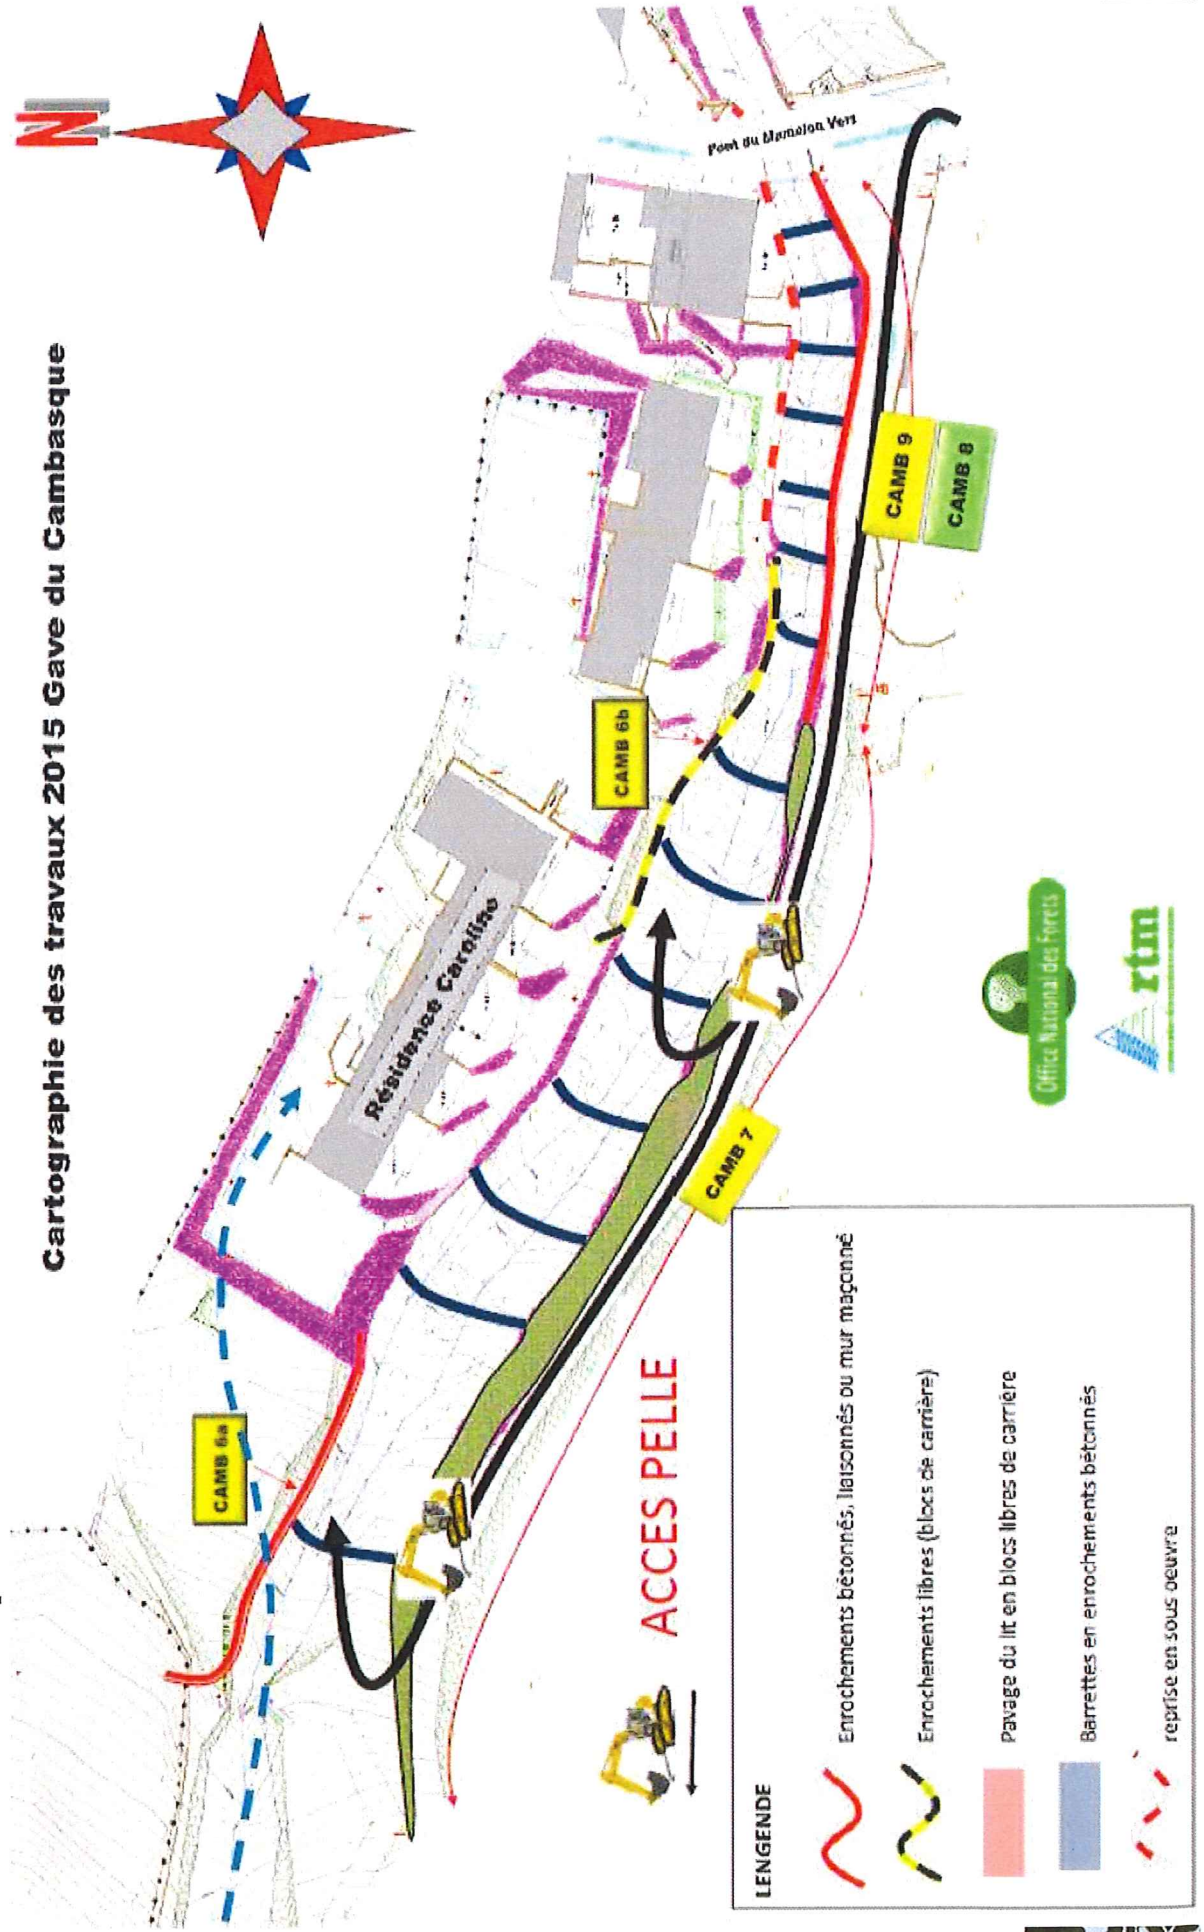 Cartographie des travaux 2015 Gave du Cambasque
N
Pont du Mamelon Vert
Résidence Caroline
CAMB 6a
CAMB 6b
CAMB 7
CAMB 9
CAMB 8
ACCES PELLE
Office National des Forêts
rtm
LENGENDE
Enrochements bétonnés, liaisonnés ou mur maçonné
Enrochements libres (blocs de carrière)
Pavage du lit en blocs libres de carrière
Barrettes en enrochements bétonnés
reprise en sous oeuvre